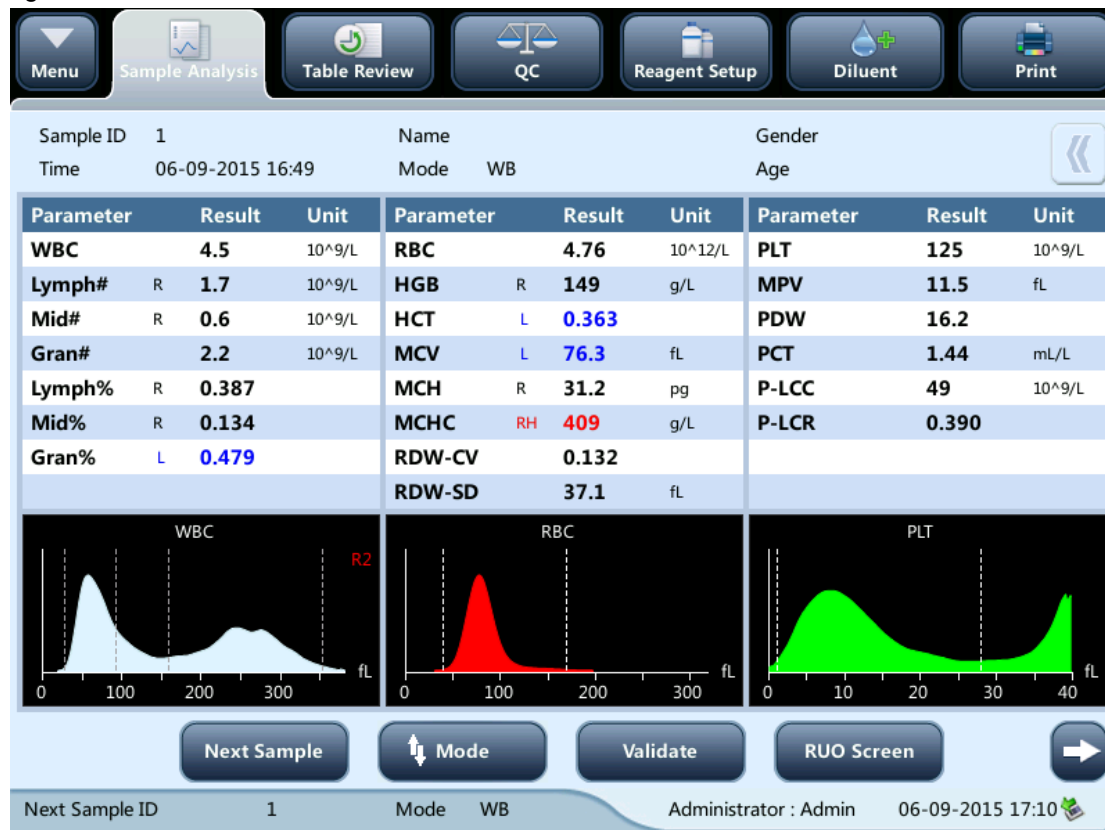 Menu Sample Analysis Table Review QC Reagent Setup Diluent Print
Sample ID 1 Name Gender
Time 06-09-2015 16:49 Mode WB Age
Parameter Result Unit Parameter Result Unit Parameter Result Unit
WBC 4.5 10^9/L RBC 4.76 10^12/L PLT 125 10^9/L
Lymph# R 1.7 10^9/L HGB R 149 g/L MPV 11.5 fL
Mid# R 0.6 10^9/L HCT L 0.363 PDW 16.2
Gran# 2.2 10^9/L MCV L 76.3 fL PCT 1.44 mL/L
Lymph% R 0.387 MCH R 31.2 pg P-LCC 49 10^9/L
Mid% R 0.134 MCHC RH 409 g/L P-LCR 0.390
Gran% L 0.479 RDW-CV 0.132
RDW-SD 37.1 fL
WBC RBC PLT
R2
fL fL fL
0 100 200 300 0 100 200 300 0 10 20 30 40
Next Sample Mode Validate RUO Screen
Next Sample ID 1 Mode WB Administrator : Admin 06-09-2015 17:10